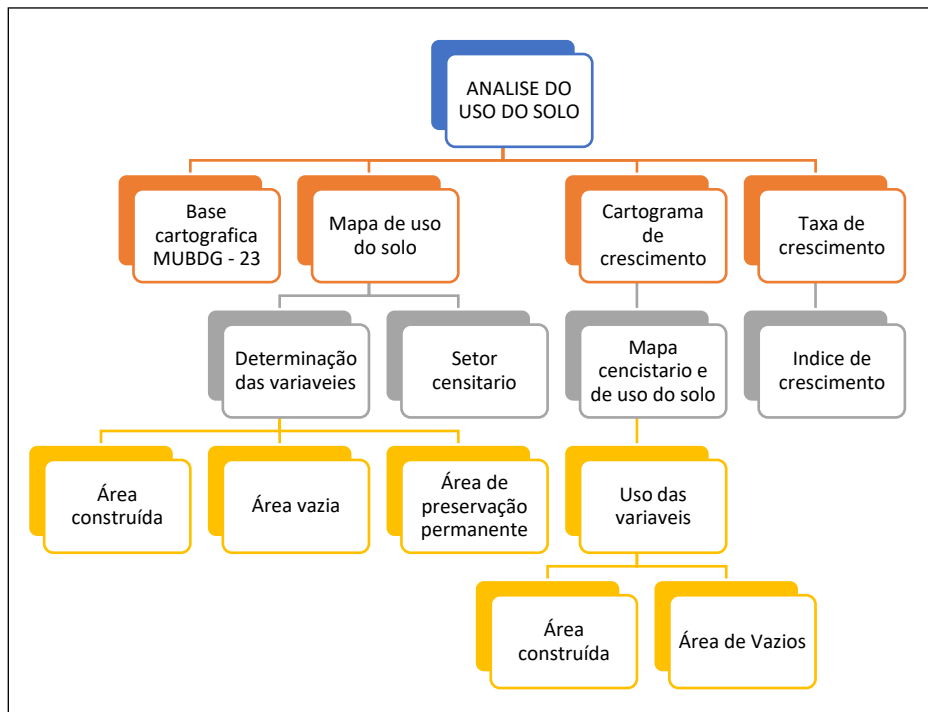 ANALISE DO
USO DO SOLO
Base
cartografica
MUBDG - 23
Mapa de uso
do solo
Cartograma
de
crescimento
Taxa de
crescimento
Determinação
das variaveies
Setor
censitario
Mapa
cencistario e
de uso do solo
Indice de
crescimento
Área
construída
Área vazia
Área de
preservação
permanente
Uso das
variaveis
Área
construída
Área de Vazios